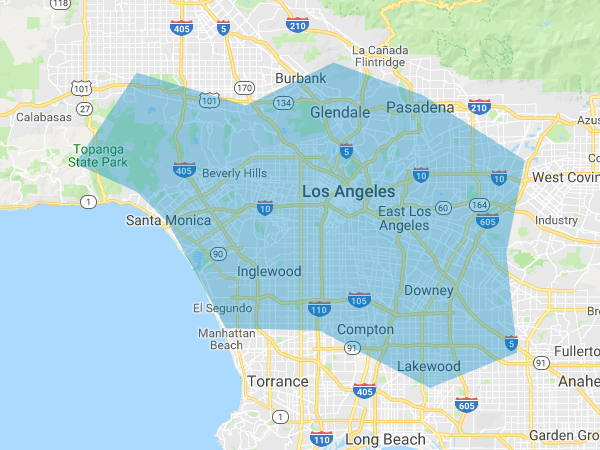 118
405
5
210
La Cañada
Flintridge
Burbank
170
101
101
27
134
Glendale
Pasadena
210
Calabasas
Azus
Topanga
State Park
5
405
Beverly Hills
10
10
West Covin
Los Angeles
1
10
60
164
Santa Monica
East Los
Angeles
605
Industry
90
Inglewood
Downey
105
El Segundo
110
Compton
Manhattan
Beach
91
5
Fullerto
91
Lakewood
Torrance
405
Anahe
605
1
110
Long Beach
Garden Gro